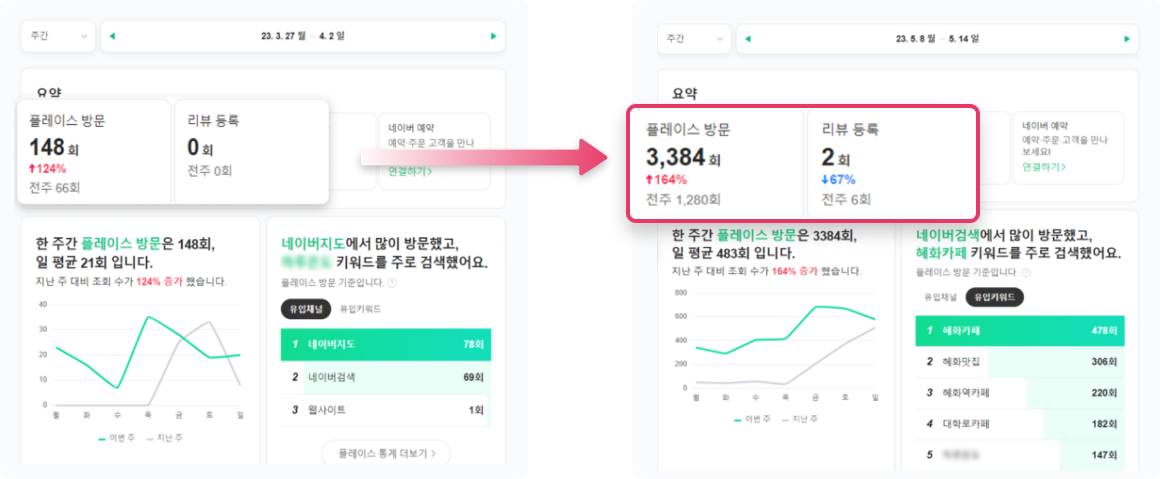 주간
23. 3. 27 월 ~ 4. 2 일
요약
플레이스 방문
148 회
↑124%
전주 66회
리뷰 등록
0 회
전주 0회
네이버 예약
예약·주문 고객을 만나
연결하기>
한 주간 플레이스 방문은 148회,
일 평균 21회 입니다.
지난 주 대비 조회 수가 124% 증가 했습니다.
40
30
20
10
0
월 화 수 목 금 토 일
이번 주 지난 주
네이버지도에서 많이 방문했고,
키워드를 주로 검색했어요.
플레이스 방문 기준입니다. ?
유입채널 유입키워드
1 네이버지도 78회
2 네이버검색 69회
3 웹사이트 1회
플레이스 통계 더보기 >
주간
23. 5. 8 월 ~ 5. 14 일
요약
플레이스 방문
3,384 회
↑164%
전주 1,280회
리뷰 등록
2 회
↓67%
전주 6회
네이버 예약
예약·주문 고객을 만나
보세요!
연결하기>
한 주간 플레이스 방문은 3384회,
일 평균 483회 입니다.
지난 주 대비 조회 수가 164% 증가 했습니다.
800
600
400
200
0
월 화 수 목 금 토 일
이번 주 지난 주
네이버검색에서 많이 방문했고,
혜화카페 키워드를 주로 검색했어요.
플레이스 방문 기준입니다. ?
유입채널 유입키워드
1 혜화카페 478회
2 혜화맛집 306회
3 혜화역카페 220회
4 대학로카페 182회
5 147회